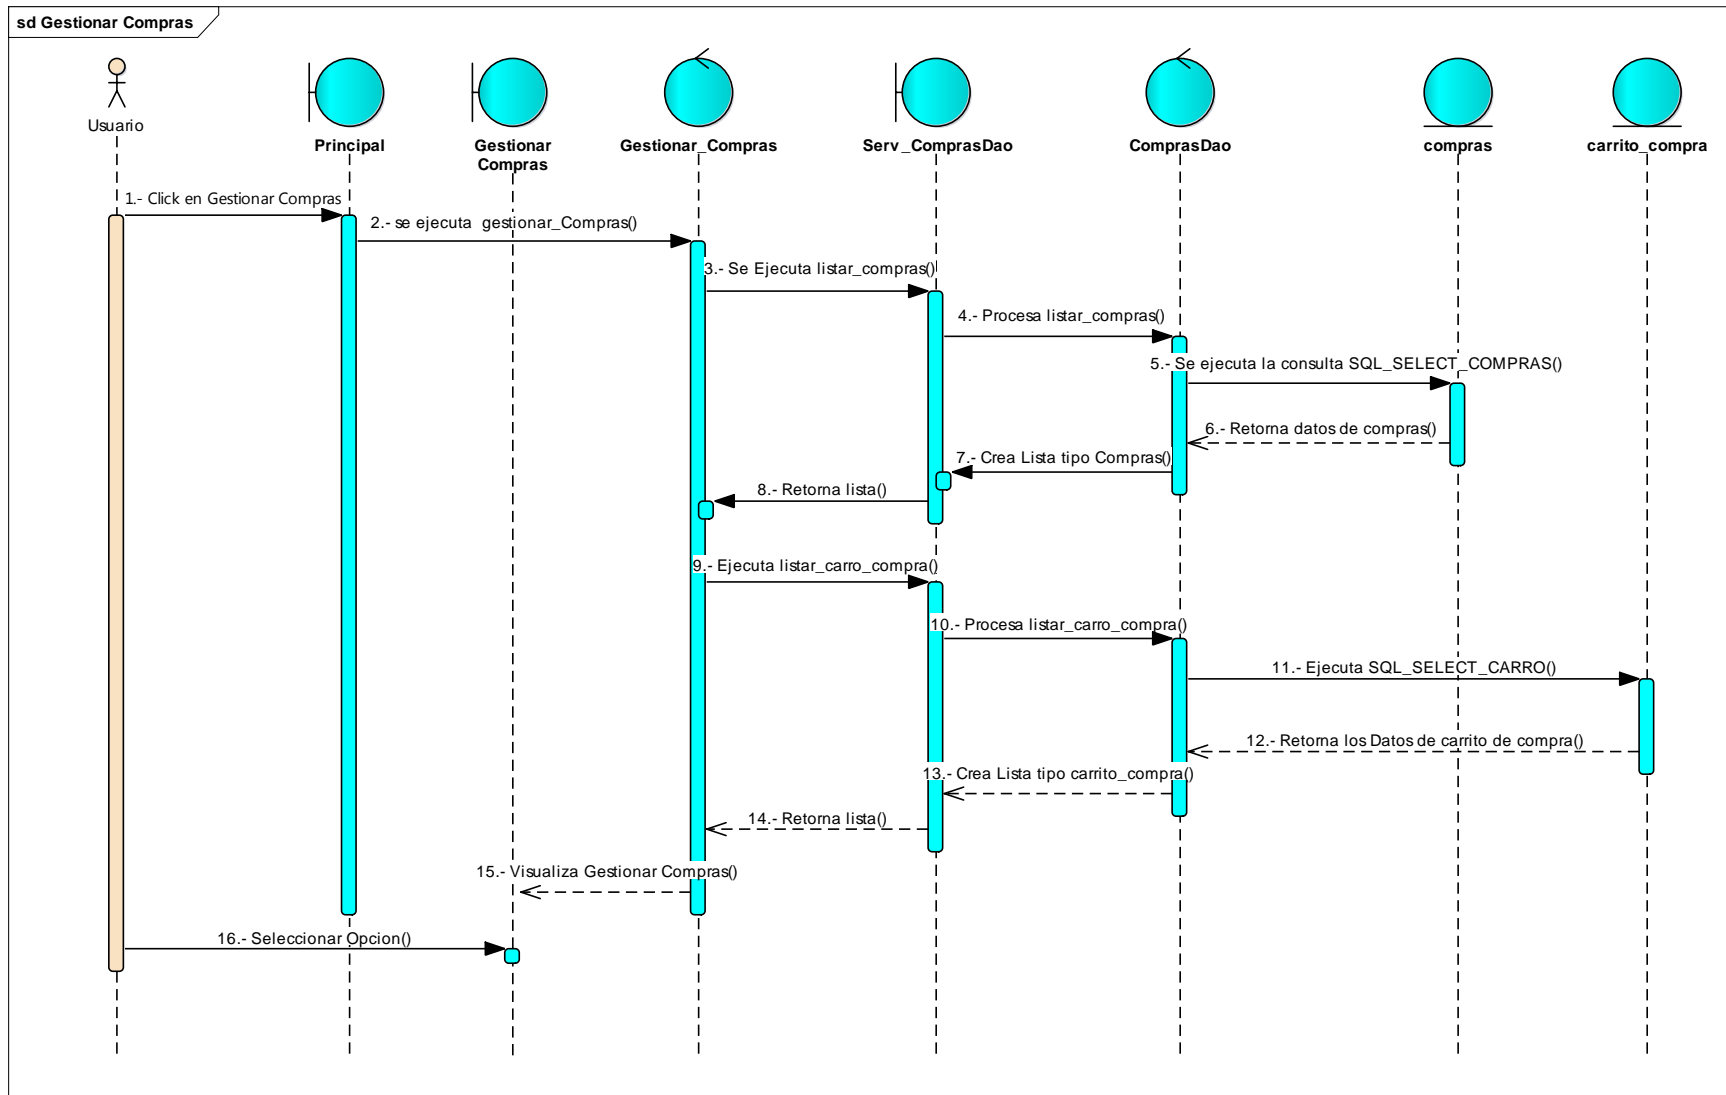 sd Gestionar Compras
Usuario
Principal
Gestionar
Compras
Gestionar_Compras
Serv_ComprasDao
ComprasDao
compras
carrito_compra
1.- Click en Gestionar Compras
2.- se ejecuta  gestionar_Compras()
3.- Se Ejecuta listar_compras()
4.- Procesa listar_compras()
5.- Se ejecuta la consulta SQL_SELECT_COMPRAS()
6.- Retorna datos de compras()
7.- Crea Lista tipo Compras()
8.- Retorna lista()
9.- Ejecuta listar_carro_compra()
10.- Procesa listar_carro_compra()
11.- Ejecuta SQL_SELECT_CARRO()
12.- Retorna los Datos de carrito de compra()
13.- Crea Lista tipo carrito_compra()
14.- Retorna lista()
15.- Visualiza Gestionar Compras()
16.- Seleccionar Opcion()